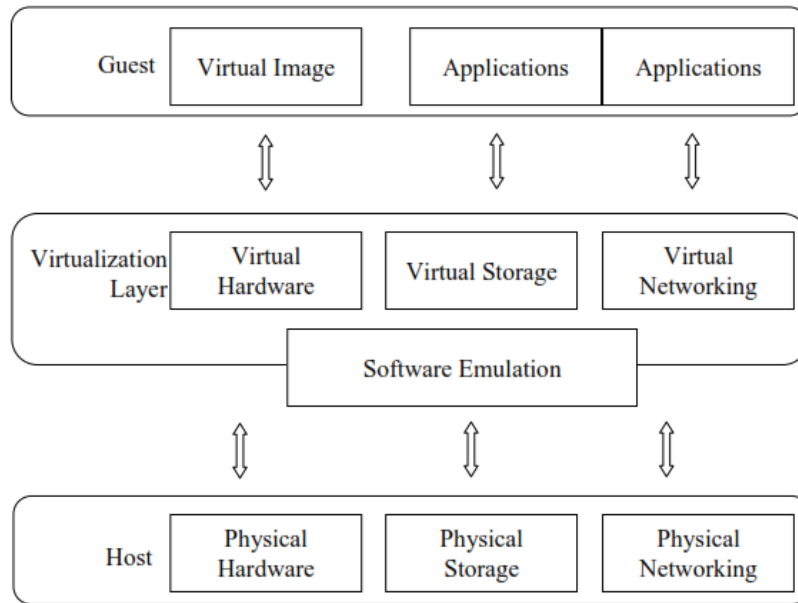 Guest
Virtual Image
Applications
Applications
Virtualization
Layer
Virtual
Hardware
Virtual Storage
Virtual
Networking
Software Emulation
Host
Physical
Hardware
Physical
Storage
Physical
Networking